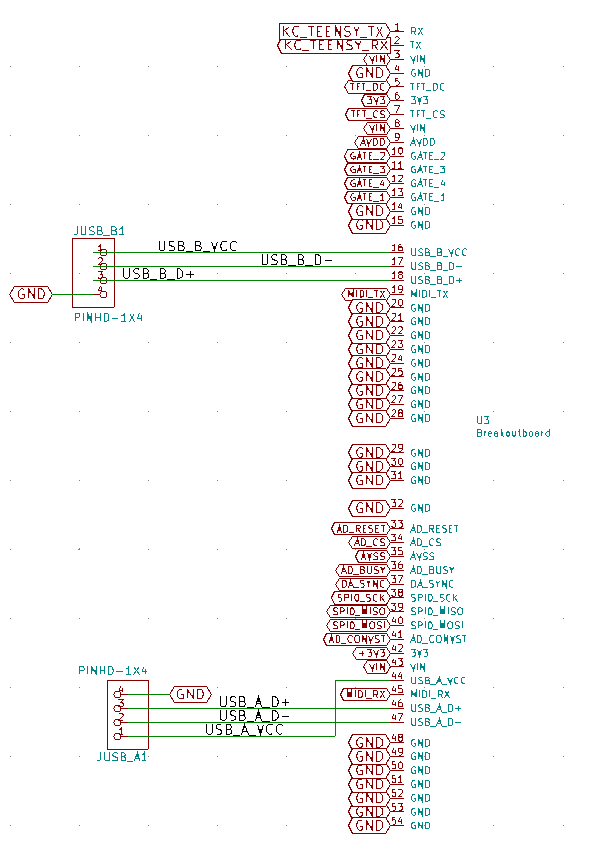 KC_TEENSY_TX 1 RX
KC_TEENSY_RX 2 TX
VIN 3 VIN
GND 4 GND
TFT_DC 5 TFT_DC
3V3 6 3V3
TFT_CS 7 TFT_CS
VIN 8 VIN
AVDD 9 AVDD
GATE_2 10 GATE_2
GATE_3 11 GATE_3
GATE_4 12 GATE_4
GATE_1 13 GATE_1
GND 14 GND
GND 15 GND
JUSB_B1
1 USB_B_VCC 16 USB_B_VCC
2 USB_B_D- 17 USB_B_D-
3 USB_B_D+ 18 USB_B_D+
GND 4 MIDI_TX 19 MIDI_TX
GND 20 GND
PINHD-1X4
GND 21 GND
GND 22 GND
GND 23 GND
GND 24 GND
GND 25 GND
GND 26 GND
GND 27 GND
GND 28 GND
U3
Breakoutboard
GND 29 GND
GND 30 GND
GND 31 GND
GND 32 GND
AD_RESET 33 AD_RESET
AD_CS 34 AD_CS
AVSS 35 AVSS
AD_BUSY 36 AD_BUSY
DA_SYNC 37 DA_SYNC
SPI0_SCK 38 SPI0_SCK
SPI0_MISO 39 SPI0_MISO
SPI0_MOSI 40 SPI0_MOSI
AD_CONVST 41 AD_CONVST
+3V3 42 3V3
VIN 43 VIN
PINHD-1X4
44 USB_A_VCC
4 GND MIDI_RX 45 MIDI_RX
3 USB_A_D+ 46 USB_A_D+
2 USB_A_D- 47 USB_A_D-
1 USB_A_VCC
GND 48 GND
JUSB_A1
GND 49 GND
GND 50 GND
GND 51 GND
GND 52 GND
GND 53 GND
GND 54 GND